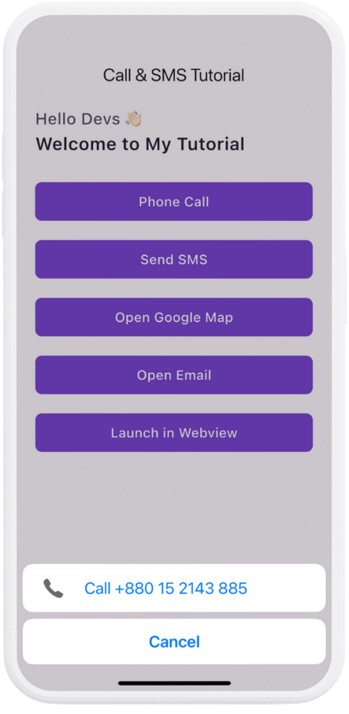 Call & SMS Tutorial
Hello Devs 👋🏼
Welcome to My Tutorial
Phone Call
Send SMS
Open Google Map
Open Email
Launch in Webview
Call +880 15 2143 885
Cancel